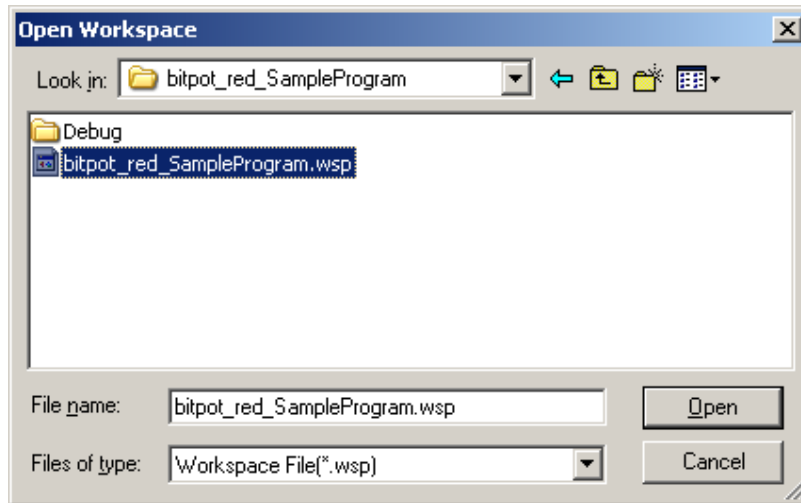 Open Workspace
Look in: bitpot_red_SampleProgram
Debug
bitpot_red_SampleProgram.wsp
File name: bitpot_red_SampleProgram.wsp Open
Files of type: Workspace File(*.wsp) Cancel